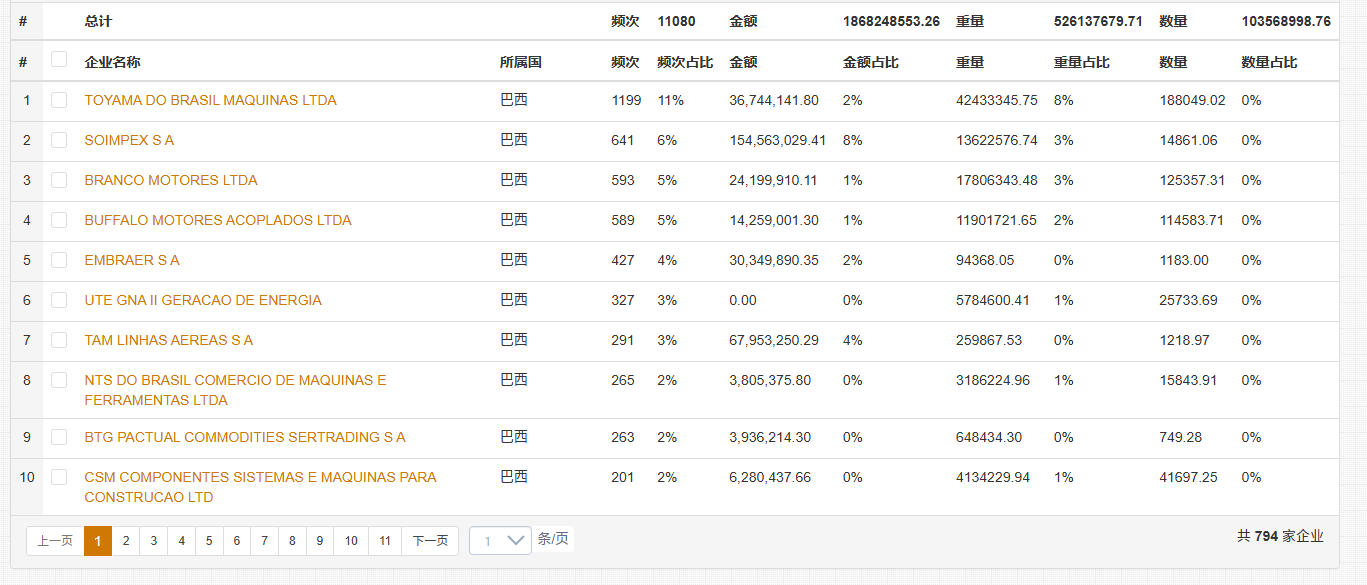 # 总计 频次 11080 金额 1868248553.26 重量 526137679.71 数量 103568998.76
# 企业名称 所属国 频次 频次占比 金额 金额占比 重量 重量占比 数量 数量占比
1 TOYAMA DO BRASIL MAQUINAS LTDA 巴西 1199 11% 36,744,141.80 2% 42433345.75 8% 188049.02 0%
2 SOIMPEX S A 巴西 641 6% 154,563,029.41 8% 13622576.74 3% 14861.06 0%
3 BRANCO MOTORES LTDA 巴西 593 5% 24,199,910.11 1% 17806343.48 3% 125357.31 0%
4 BUFFALO MOTORES ACOPLADOS LTDA 巴西 589 5% 14,259,001.30 1% 11901721.65 2% 114583.71 0%
5 EMBRAER S A 巴西 427 4% 30,349,890.35 2% 94368.05 0% 1183.00 0%
6 UTE GNA II GERACAO DE ENERGIA 巴西 327 3% 0.00 0% 5784600.41 1% 25733.69 0%
7 TAM LINHAS AEREAS S A 巴西 291 3% 67,953,250.29 4% 259867.53 0% 1218.97 0%
8 NTS DO BRASIL COMERCIO DE MAQUINAS E 巴西 265 2% 3,805,375.80 0% 3186224.96 1% 15843.91 0%
FERRAMENTAS LTDA
9 BTG PACTUAL COMMODITIES SERTRADING S A 巴西 263 2% 3,936,214.30 0% 648434.30 0% 749.28 0%
10 CSM COMPONENTES SISTEMAS E MAQUINAS PARA 巴西 201 2% 6,280,437.66 0% 4134229.94 1% 41697.25 0%
CONSTRUCAO LTD
上一页 1 2 3 4 5 6 7 8 9 10 11 下一页 1 条/页 共 794 家企业